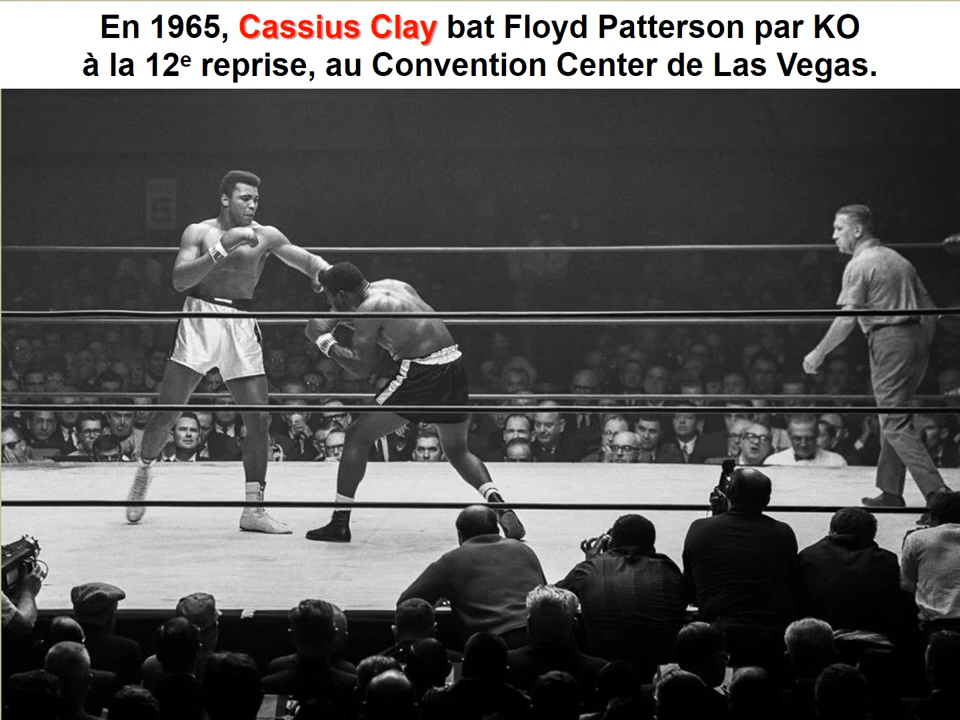 En 1965, Cassius Clay bat Floyd Patterson par KO
à la 12e reprise, au Convention Center de Las Vegas.